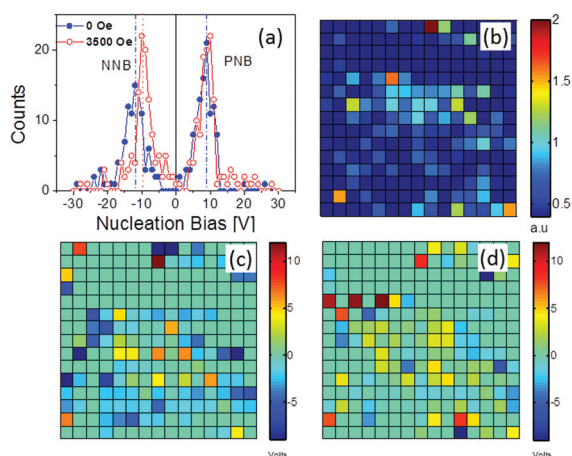 0 Oe
3500 Oe
(a)
NNB
PNB
20
10
0
Counts
-30 -20 -10 0 10 20 30
Nucleation Bias [V]
(b)
2
1.5
1
0.5
a.u
(c)
10
5
0
-5
Volts
(d)
10
5
0
-5
Volts